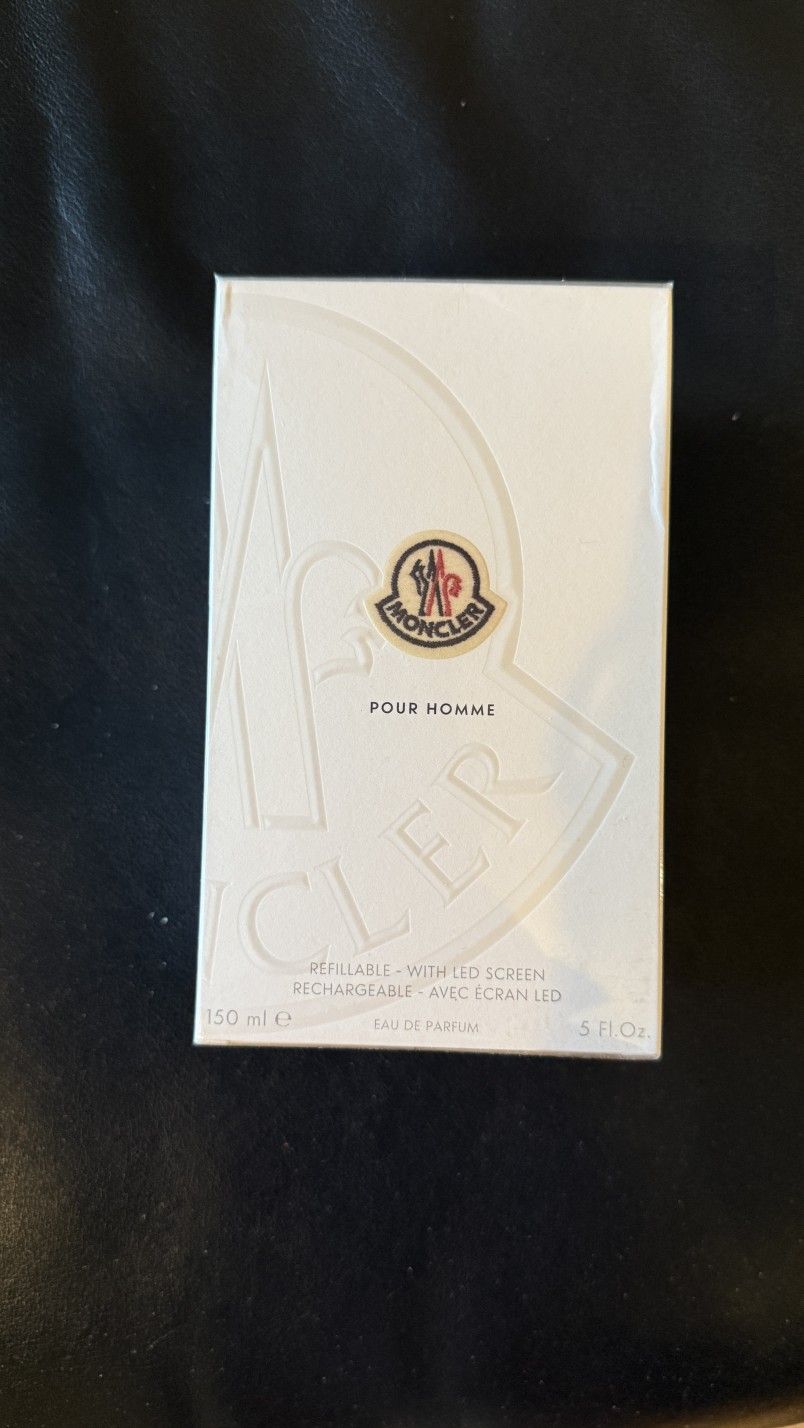 MONCLER
POUR HOMME
NCLER
REFILLABLE - WITH LED SCREEN
RECHARGEABLE - AVEC ÉCRAN LED
150 ml ℮
EAU DE PARFUM
5 Fl.Oz.